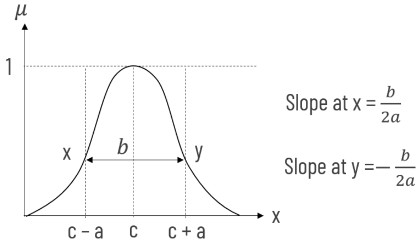 μ
1
x
b
y
Slope at x = b/2a
Slope at y =− b/2a
x
c − a
c
c + a